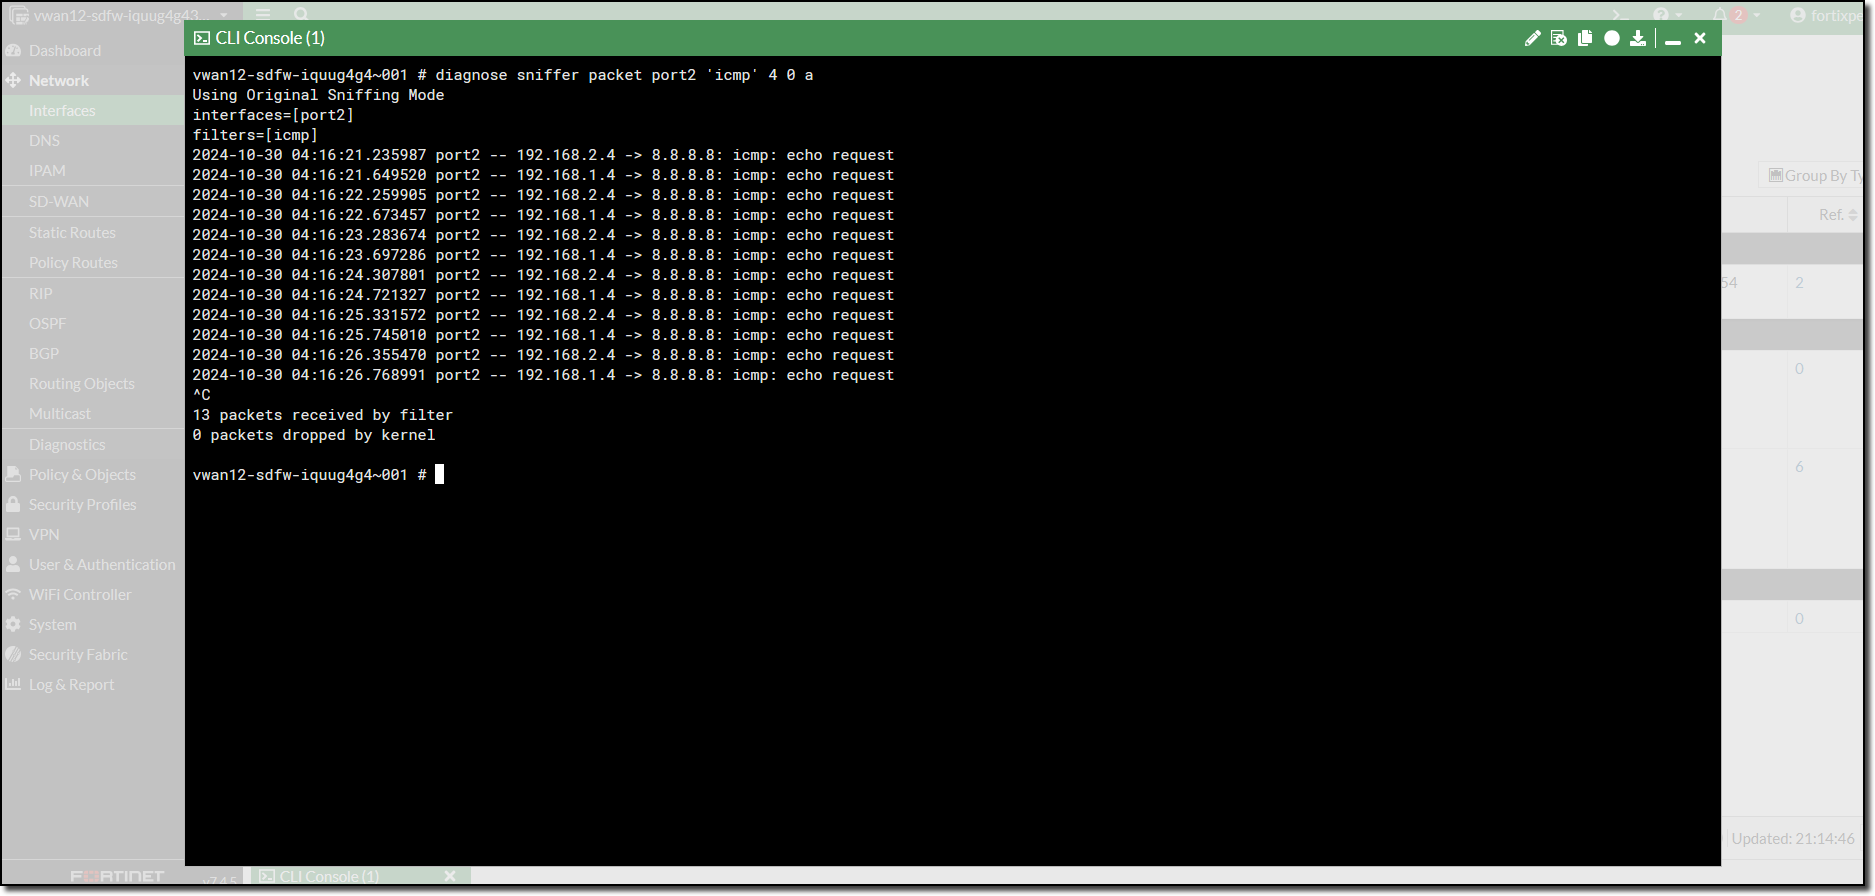 vwan12-sdfw-iquug4g43...
2
CLI Console (1)
Dashboard
Network
Interfaces
DNS
IPAM
SD-WAN
Static Routes
Policy Routes
RIP
OSPF
BGP
Routing Objects
Multicast
Diagnostics
Policy & Objects
Security Profiles
VPN
User & Authentication
WiFi Controller
System
Security Fabric
Log & Report
FORTINET
v7.4.5
vwan12-sdfw-iquug4g4~001 # diagnose sniffer packet port2 'icmp' 4 0 a
Using Original Sniffing Mode
interfaces=[port2]
filters=[icmp]
2024-10-30 04:16:21.235987 port2 -- 192.168.2.4 -> 8.8.8.8: icmp: echo request
2024-10-30 04:16:21.649520 port2 -- 192.168.1.4 -> 8.8.8.8: icmp: echo request
2024-10-30 04:16:22.259905 port2 -- 192.168.2.4 -> 8.8.8.8: icmp: echo request
2024-10-30 04:16:22.673457 port2 -- 192.168.1.4 -> 8.8.8.8: icmp: echo request
2024-10-30 04:16:23.283674 port2 -- 192.168.2.4 -> 8.8.8.8: icmp: echo request
2024-10-30 04:16:23.697286 port2 -- 192.168.1.4 -> 8.8.8.8: icmp: echo request
2024-10-30 04:16:24.307801 port2 -- 192.168.2.4 -> 8.8.8.8: icmp: echo request
2024-10-30 04:16:24.721327 port2 -- 192.168.1.4 -> 8.8.8.8: icmp: echo request
2024-10-30 04:16:25.331572 port2 -- 192.168.2.4 -> 8.8.8.8: icmp: echo request
2024-10-30 04:16:25.745010 port2 -- 192.168.1.4 -> 8.8.8.8: icmp: echo request
2024-10-30 04:16:26.355470 port2 -- 192.168.2.4 -> 8.8.8.8: icmp: echo request
2024-10-30 04:16:26.768991 port2 -- 192.168.1.4 -> 8.8.8.8: icmp: echo request
^C
13 packets received by filter
0 packets dropped by kernel
vwan12-sdfw-iquug4g4~001 #
Group By Ty
Ref.
54
2
0
6
0
Updated: 21:14:46
CLI Console (1)